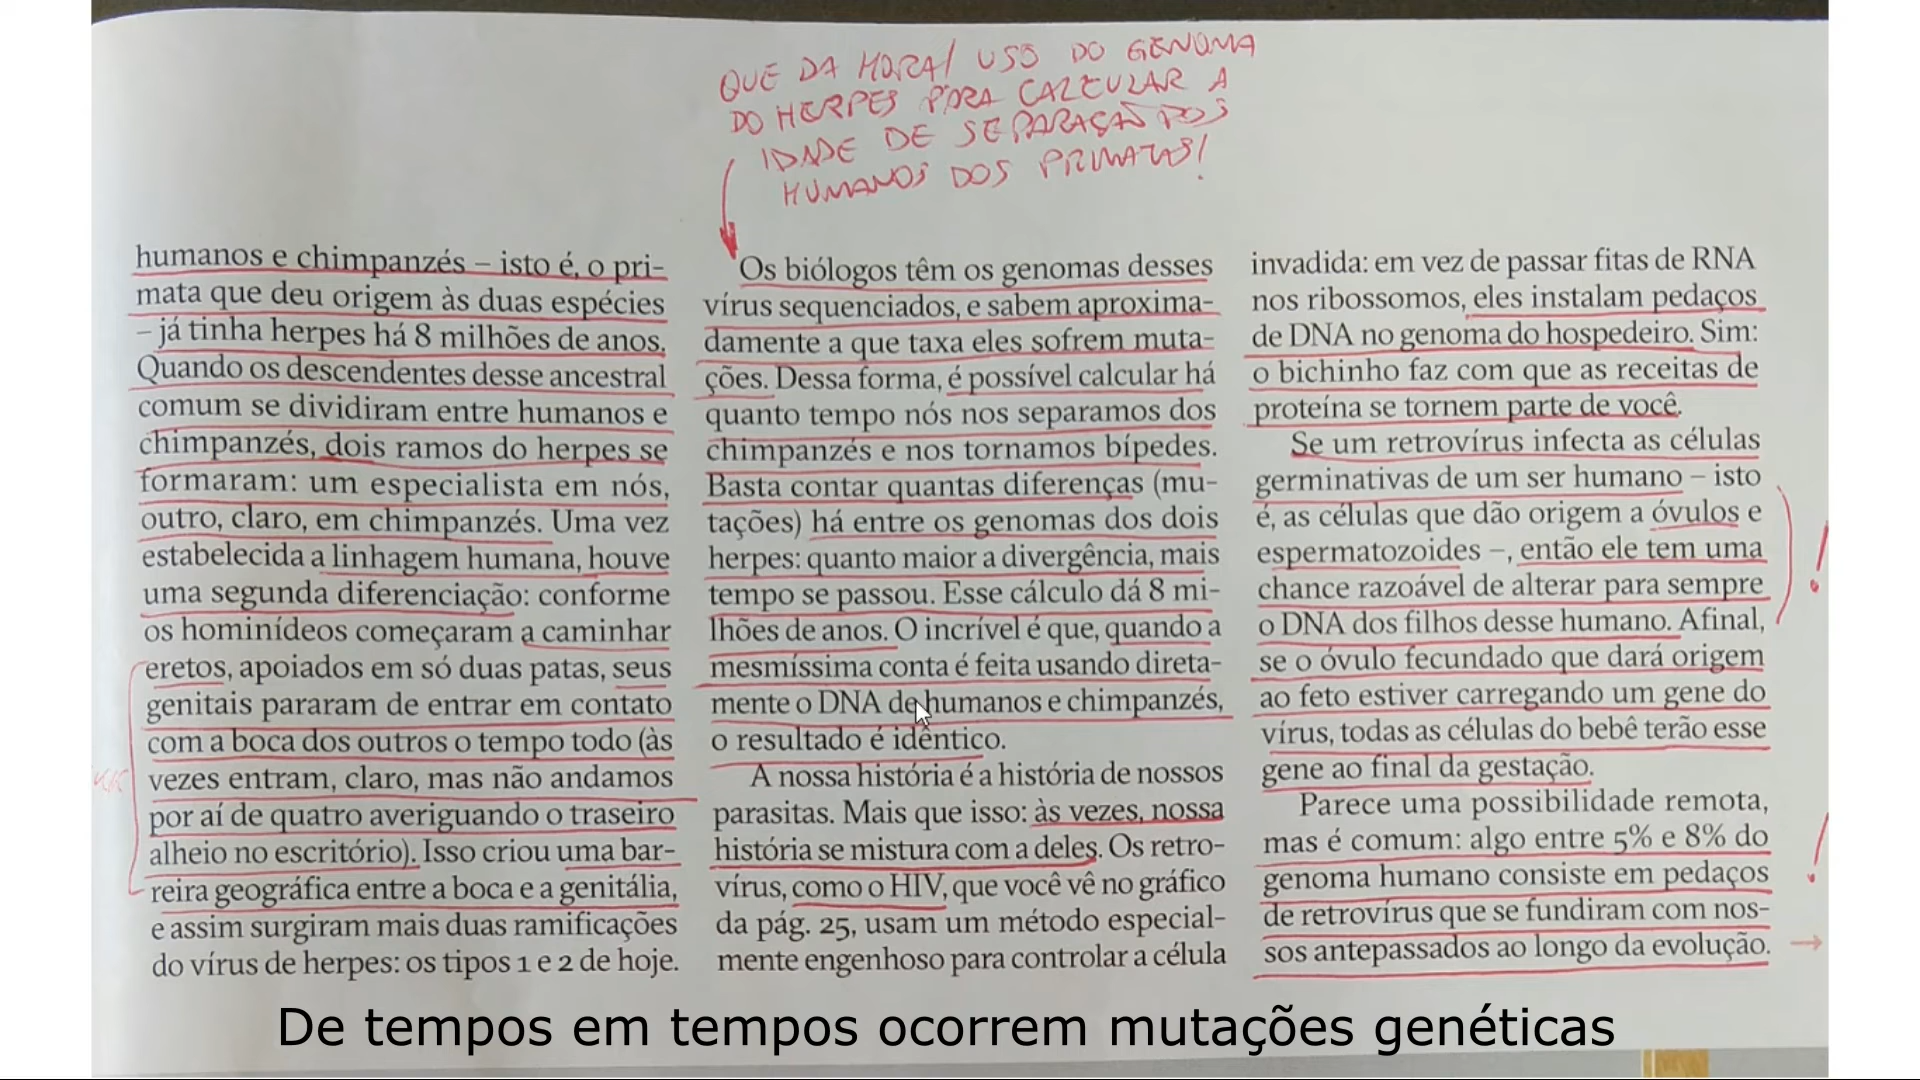 QUE DA HORA! USO DO GENOMA
DO HERPES PARA CALCULAR A
IDADE DE SEPARAÇÃO DOS
HUMANOS DOS PRIMATAS!
humanos e chimpanzés – isto é, o pri-
mata que deu origem às duas espécies
– já tinha herpes há 8 milhões de anos.
Quando os descendentes desse ancestral
comum se dividiram entre humanos e
chimpanzés, dois ramos do herpes se
formaram: um especialista em nós,
outro, claro, em chimpanzés. Uma vez
estabelecida a linhagem humana, houve
uma segunda diferenciação: conforme
os hominídeos começaram a caminhar
eretos, apoiados em só duas patas, seus
genitais pararam de entrar em contato
com a boca dos outros o tempo todo (às
vezes entram, claro, mas não andamos
por aí de quatro averiguando o traseiro
alheio no escritório). Isso criou uma bar-
reira geográfica entre a boca e a genitália,
e assim surgiram mais duas ramificações
do vírus de herpes: os tipos 1 e 2 de hoje.
Os biólogos têm os genomas desses
vírus sequenciados, e sabem aproxima-
damente a que taxa eles sofrem muta-
ções. Dessa forma, é possível calcular há
quanto tempo nós nos separamos dos
chimpanzés e nos tornamos bípedes.
Basta contar quantas diferenças (mu-
tações) há entre os genomas dos dois
herpes: quanto maior a divergência, mais
tempo se passou. Esse cálculo dá 8 mi-
lhões de anos. O incrível é que, quando a
mesmíssima conta é feita usando direta-
mente o DNA de humanos e chimpanzés,
o resultado é idêntico.
A nossa história é a história de nossos
parasitas. Mais que isso: às vezes, nossa
história se mistura com a deles. Os retro-
vírus, como o HIV, que você vê no gráfico
da pág. 25, usam um método especial-
mente engenhoso para controlar a célula
invadida: em vez de passar fitas de RNA
nos ribossomos, eles instalam pedaços
de DNA no genoma do hospedeiro. Sim:
o bichinho faz com que as receitas de
proteína se tornem parte de você.
Se um retrovírus infecta as células
germinativas de um ser humano – isto
é, as células que dão origem a óvulos e
espermatozoides –, então ele tem uma
chance razoável de alterar para sempre
o DNA dos filhos desse humano. Afinal,
se o óvulo fecundado que dará origem
ao feto estiver carregando um gene do
vírus, todas as células do bebê terão esse
gene ao final da gestação.
Parece uma possibilidade remota,
mas é comum: algo entre 5% e 8% do
genoma humano consiste em pedaços
de retrovírus que se fundiram com nos-
sos antepassados ao longo da evolução.
De tempos em tempos ocorrem mutações genéticas